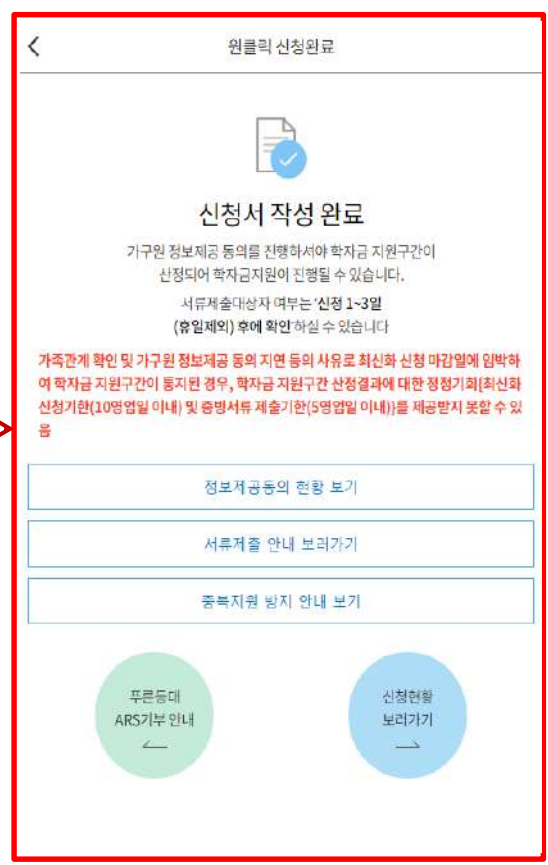 원클릭 신청완료
신청서 작성 완료
가구원 정보제공 동의를 진행하셔야 학자금 지원구간이
산정되어 학자금지원이 진행될 수 있습니다.
서류제출대상자 여부는 '신청 1~3일
(휴일제외) 후에 확인'하실 수 있습니다
가족관계 확인 및 가구원 정보제공 동의 지연 등의 사유로 최신화 신청 마감일에 임박하
여 학자금 지원구간이 통지된 경우, 학자금 지원구간 산정결과에 대한 정정기회{최신화
신청기한(10영업일 이내) 및 증빙서류 제출기한(5영업일 이내)}를 제공받지 못할 수 있
음
정보제공동의 현황 보기
서류제출 안내 보러가기
중복지원 방지 안내 보기
푸른등대
ARS기부 안내
신청현황
보러가기